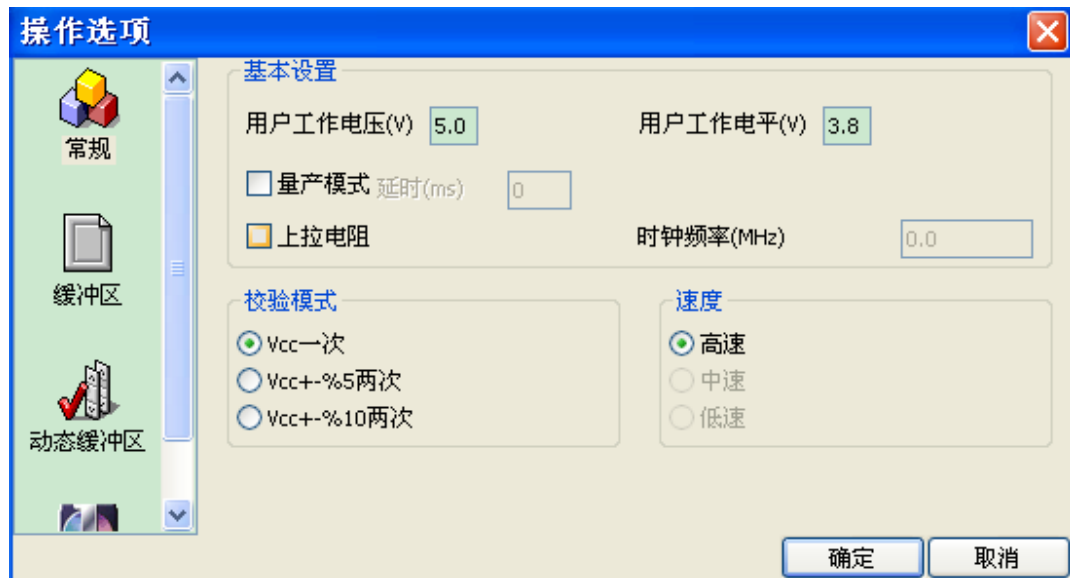 操作选项
常规
缓冲区
动态缓冲区
基本设置
用户工作电压(V) 5.0 用户工作电平(V) 3.8
量产模式 延时(ms) 0
上拉电阻 时钟频率(MHz) 0.0
校验模式
Vcc一次
Vcc+-%5两次
Vcc+-%10两次
速度
高速
中速
低速
确定 取消